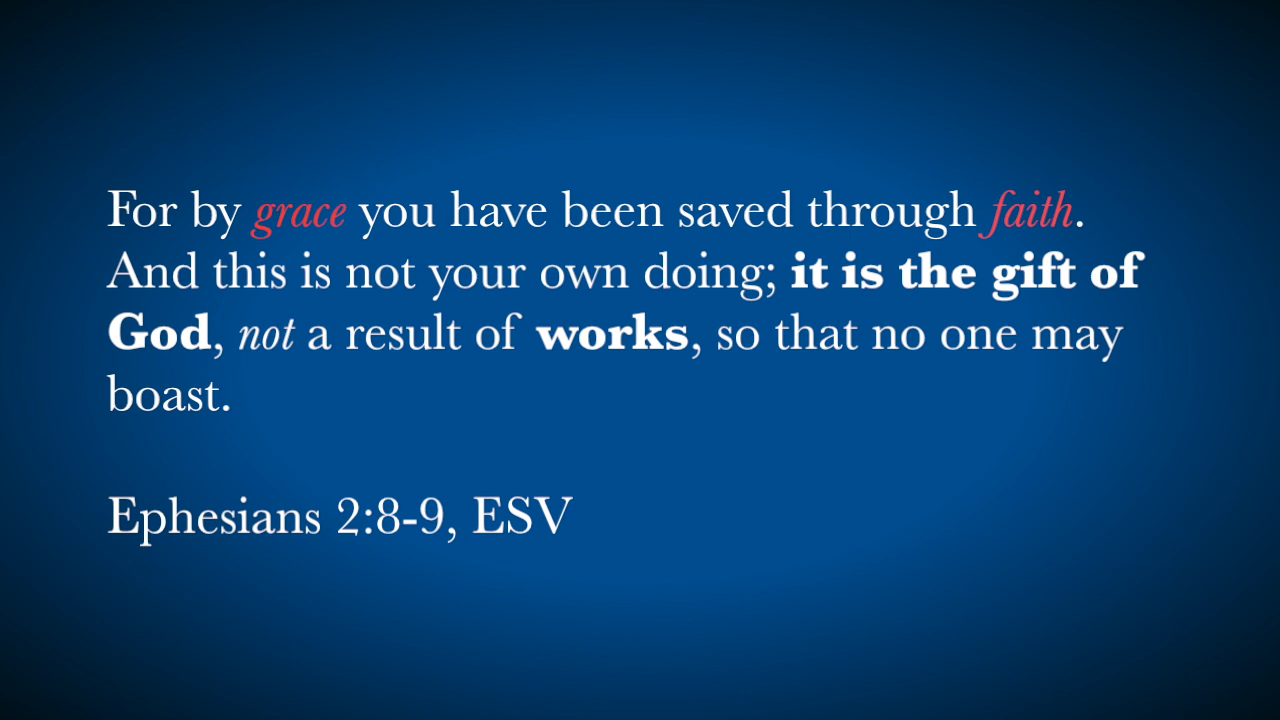 For by grace you have been saved through faith.
And this is not your own doing; it is the gift of
God, not a result of works, so that no one may
boast.
Ephesians 2:8-9, ESV